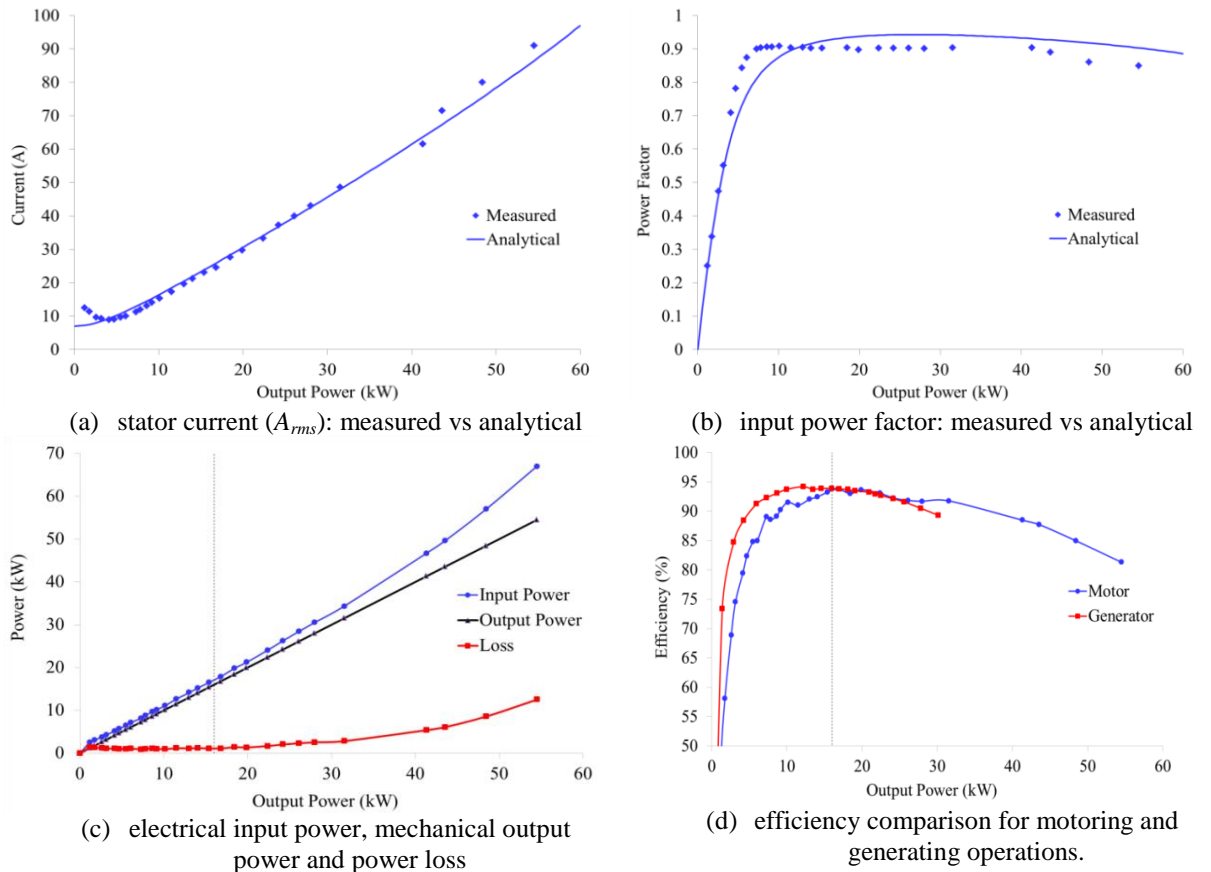 100
90
80
70
60
50
40
30
20
10
0
Current (A)
Measured
Analytical
0 10 20 30 40 50 60
Output Power (kW)
(a) stator current (A_rms): measured vs analytical
1
0.9
0.8
0.7
0.6
0.5
0.4
0.3
0.2
0.1
0
Power Factor
Measured
Analytical
0 10 20 30 40 50 60
Output Power (kW)
(b) input power factor: measured vs analytical
70
60
50
40
30
20
10
0
Power (kW)
Input Power
Output Power
Loss
0 10 20 30 40 50 60
Output Power (kW)
(c) electrical input power, mechanical output
power and power loss
100
95
90
85
80
75
70
65
60
55
50
Efficiency (%)
Motor
Generator
0 10 20 30 40 50 60
Output Power (kW)
(d) efficiency comparison for motoring and
generating operations.